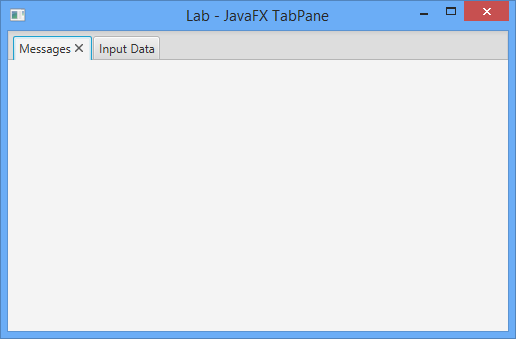 Lab - JavaFX TabPane
Messages Input Data